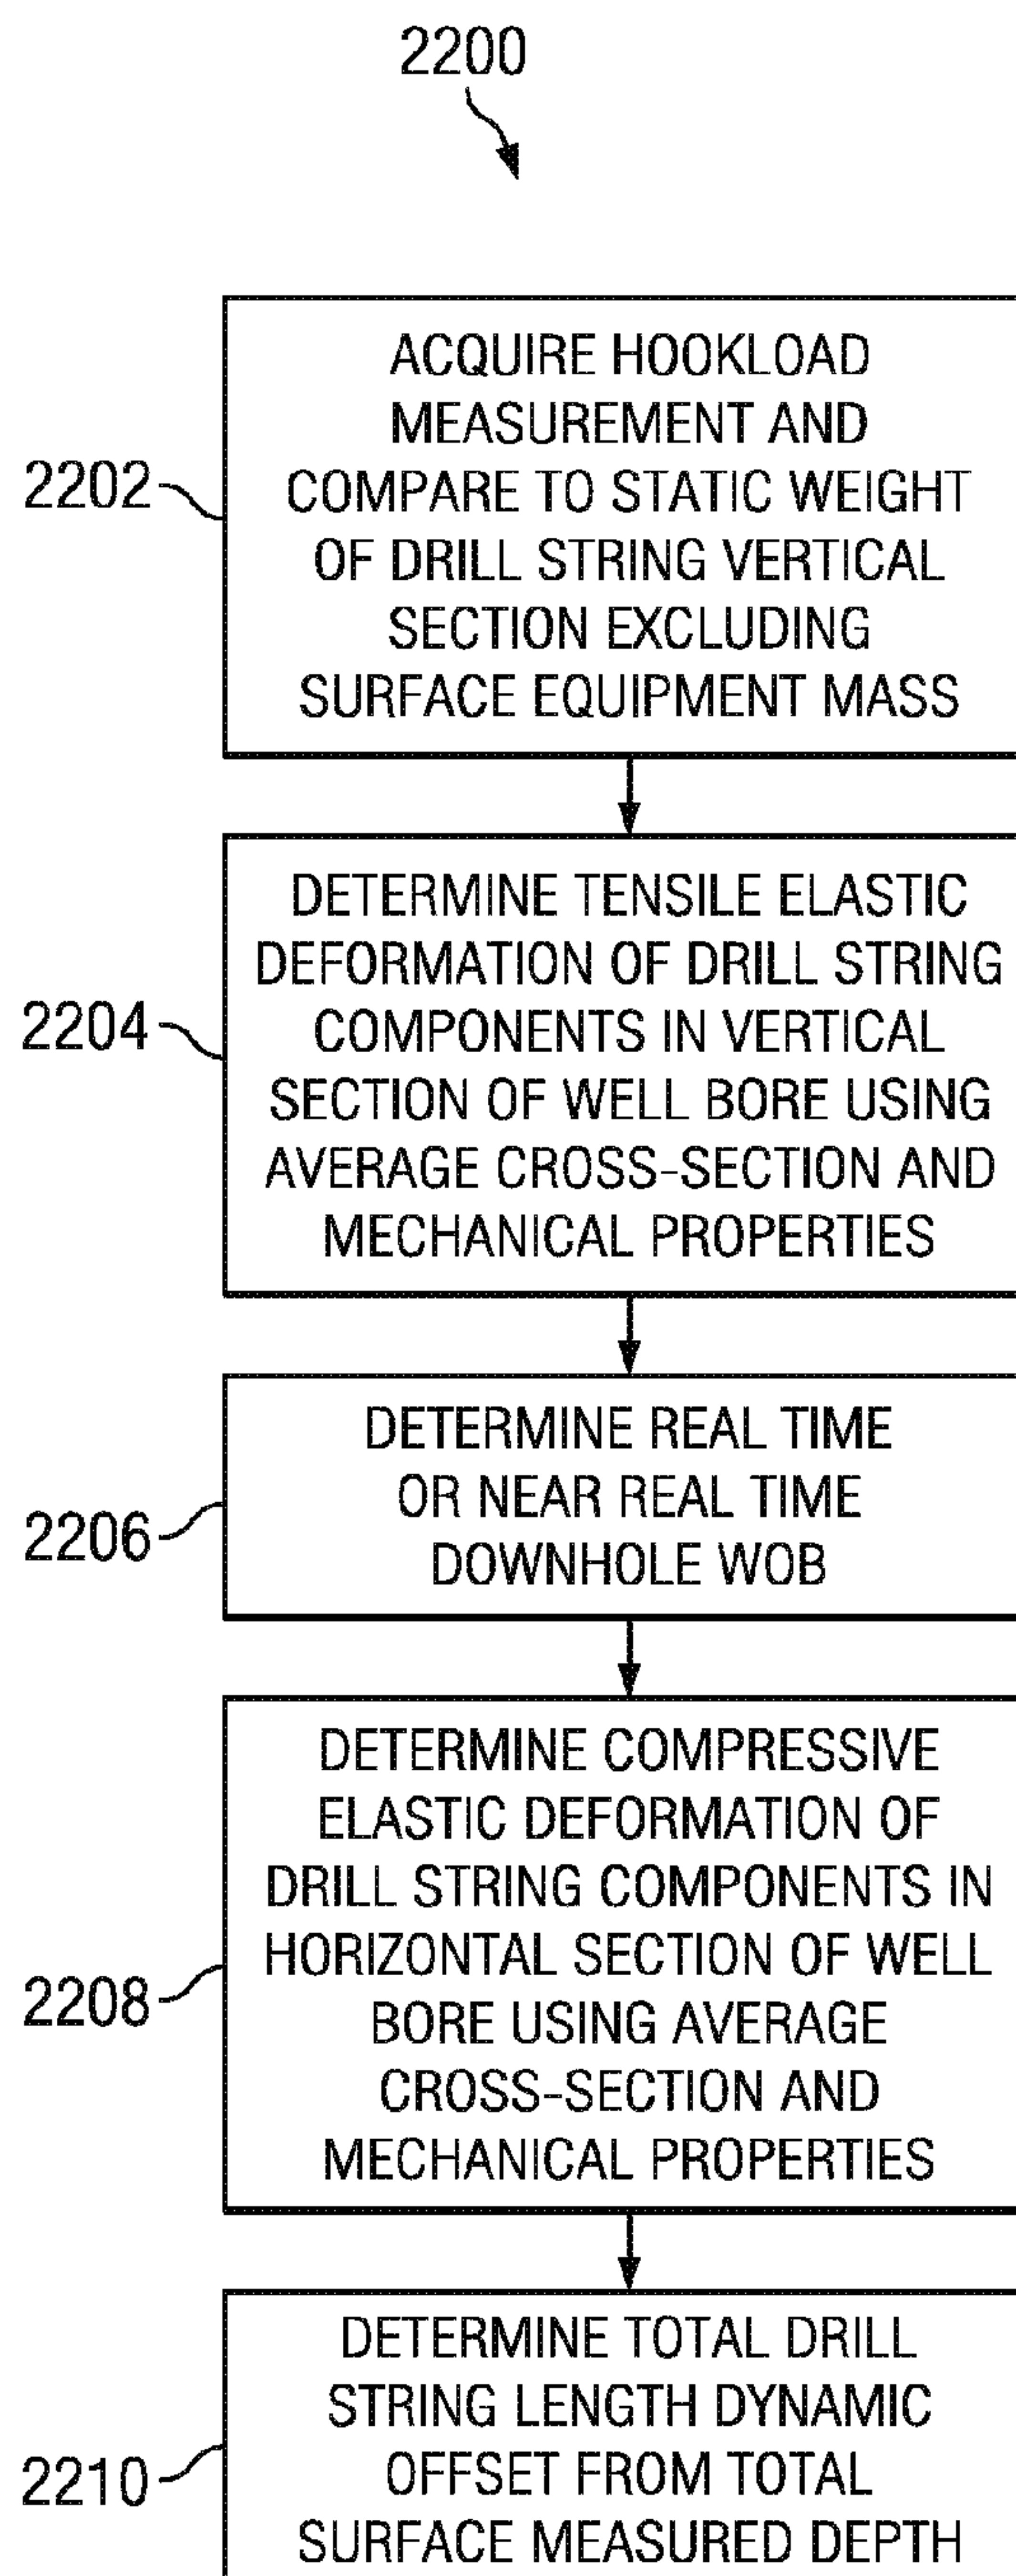 2200
2202
ACQUIRE HOOKLOAD
MEASUREMENT AND
COMPARE TO STATIC WEIGHT
OF DRILL STRING VERTICAL
SECTION EXCLUDING
SURFACE EQUIPMENT MASS
2204
DETERMINE TENSILE ELASTIC
DEFORMATION OF DRILL STRING
COMPONENTS IN VERTICAL
SECTION OF WELL BORE USING
AVERAGE CROSS-SECTION AND
MECHANICAL PROPERTIES
2206
DETERMINE REAL TIME
OR NEAR REAL TIME
DOWNHOLE WOB
2208
DETERMINE COMPRESSIVE
ELASTIC DEFORMATION OF
DRILL STRING COMPONENTS IN
HORIZONTAL SECTION OF WELL
BORE USING AVERAGE
CROSS-SECTION AND
MECHANICAL PROPERTIES
2210
DETERMINE TOTAL DRILL
STRING LENGTH DYNAMIC
OFFSET FROM TOTAL
SURFACE MEASURED DEPTH